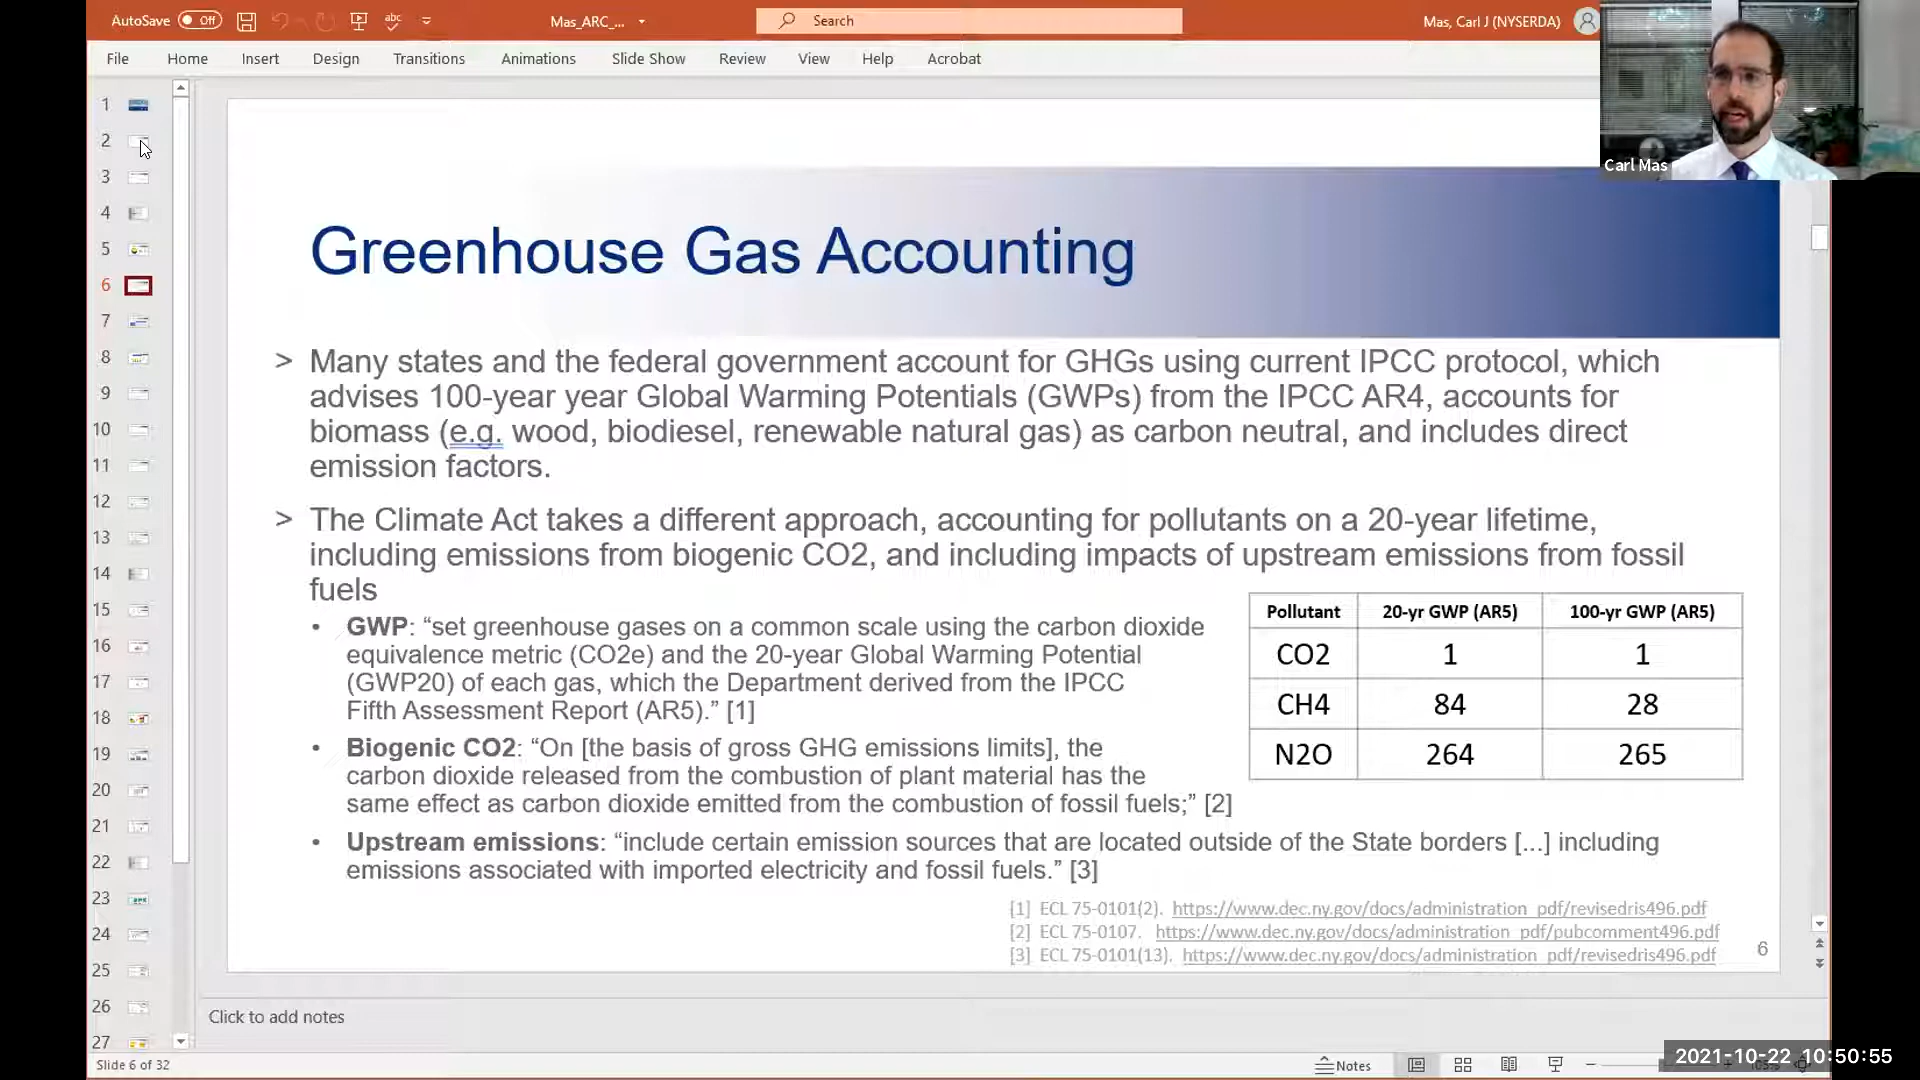 AutoSave Off
Mas_ARC_...
Search
Mas, Carl J (NYSERDA)
File Home Insert Design Transitions Animations Slide Show Review View Help Acrobat
Carl Mas
1
2
3
4
5
6
7
8
9
10
11
12
13
14
15
16
17
18
19
20
21
22
23
24
25
26
27
Greenhouse Gas Accounting
> Many states and the federal government account for GHGs using current IPCC protocol, which
advises 100-year year Global Warming Potentials (GWPs) from the IPCC AR4, accounts for
biomass (e.g. wood, biodiesel, renewable natural gas) as carbon neutral, and includes direct
emission factors.
> The Climate Act takes a different approach, accounting for pollutants on a 20-year lifetime,
including emissions from biogenic CO2, and including impacts of upstream emissions from fossil
fuels
• GWP: “set greenhouse gases on a common scale using the carbon dioxide
equivalence metric (CO2e) and the 20-year Global Warming Potential
(GWP20) of each gas, which the Department derived from the IPCC
Fifth Assessment Report (AR5).” [1]
• Biogenic CO2: “On [the basis of gross GHG emissions limits], the
carbon dioxide released from the combustion of plant material has the
same effect as carbon dioxide emitted from the combustion of fossil fuels;” [2]
• Upstream emissions: “include certain emission sources that are located outside of the State borders [...] including
emissions associated with imported electricity and fossil fuels.” [3]
Pollutant 20-yr GWP (AR5) 100-yr GWP (AR5)
CO2 1 1
CH4 84 28
N2O 264 265
[1] ECL 75-0101(2). https://www.dec.ny.gov/docs/administration_pdf/revisedris496.pdf
[2] ECL 75-0107. https://www.dec.ny.gov/docs/administration_pdf/pubcomment496.pdf
[3] ECL 75-0101(13). https://www.dec.ny.gov/docs/administration_pdf/revisedris496.pdf
6
Click to add notes
Slide 6 of 32
Notes
2021-10-22 10:50:55